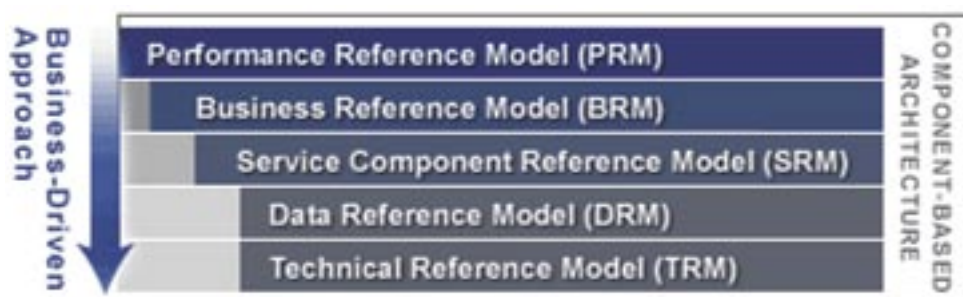 Business-Driven
Approach
Performance Reference Model (PRM)
Business Reference Model (BRM)
Service Component Reference Model (SRM)
Data Reference Model (DRM)
Technical Reference Model (TRM)
COMPONENT-BASED
ARCHITECTURE